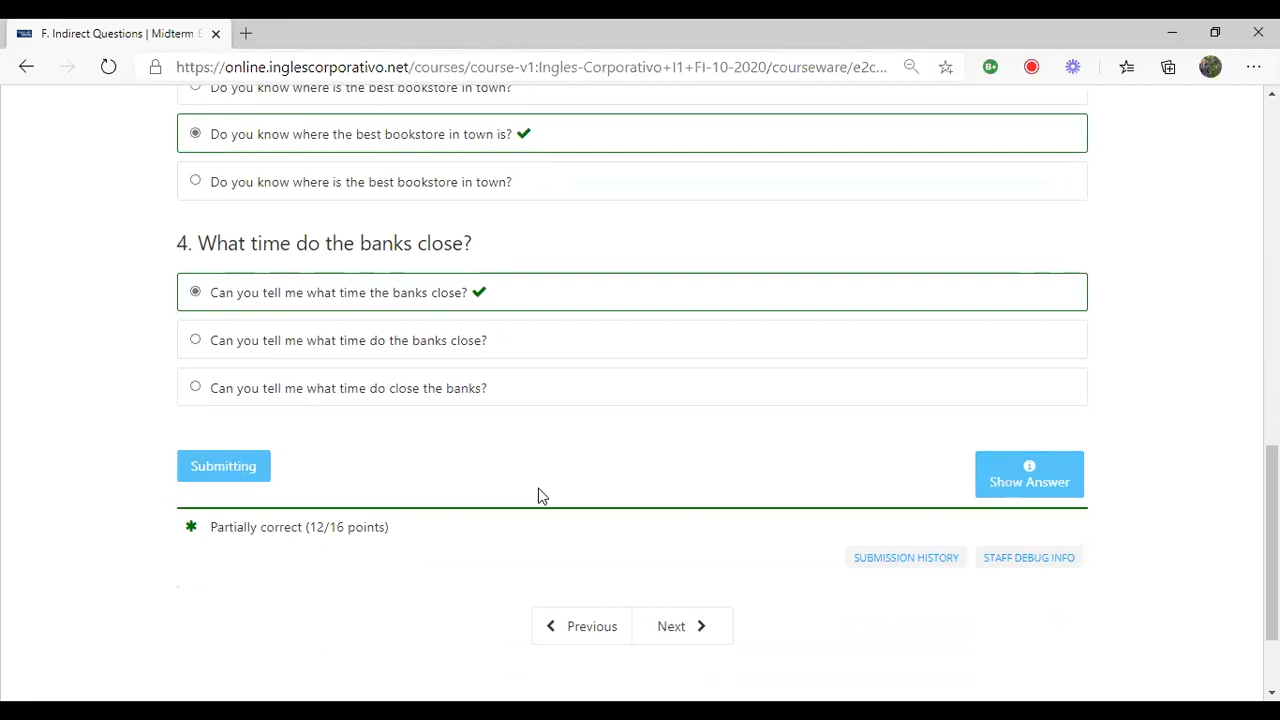 F. Indirect Questions | Midterm E
https://online.inglescorporativo.net/courses/course-v1:Ingles-Corporativo+I1+FI-10-2020/courseware/e2c...
Do you know where is the best bookstore in town?
Do you know where the best bookstore in town is?
Do you know where is the best bookstore in town?
4. What time do the banks close?
Can you tell me what time the banks close?
Can you tell me what time do the banks close?
Can you tell me what time do close the banks?
Submitting
Show Answer
Partially correct (12/16 points)
SUBMISSION HISTORY
STAFF DEBUG INFO
Previous
Next